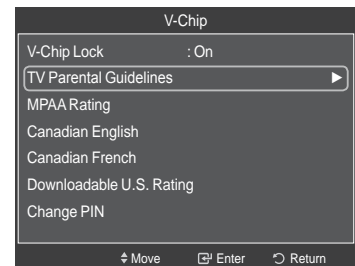 V-Chip
V-Chip Lock : On
TV Parental Guidelines
MPAA Rating
Canadian English
Canadian French
Downloadable U.S. Rating
Change PIN
Move Enter Return